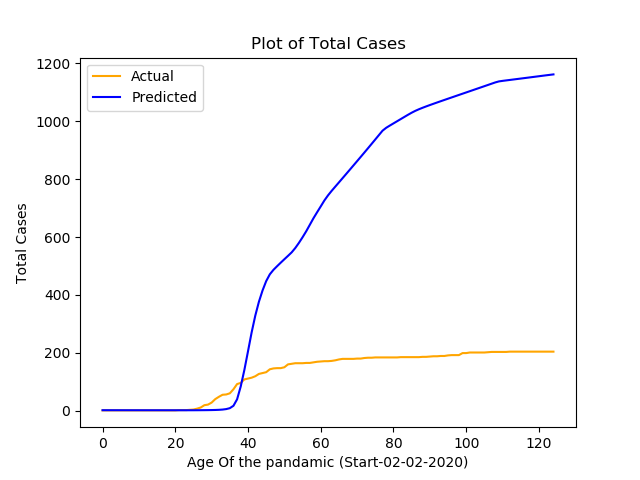 Plot of Total Cases
Actual
Predicted
Total Cases
1200
1000
800
600
400
200
0
0 20 40 60 80 100 120
Age Of the pandamic (Start-02-02-2020)